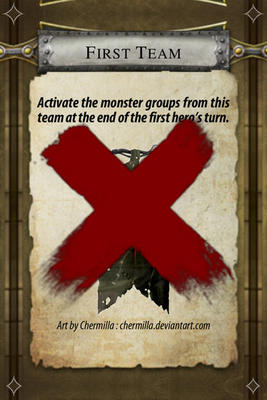 FIRST TEAM
Activate the monster groups from this
team at the end of the first hero's turn.
Art by Chermilla : chermilla.deviantart.com